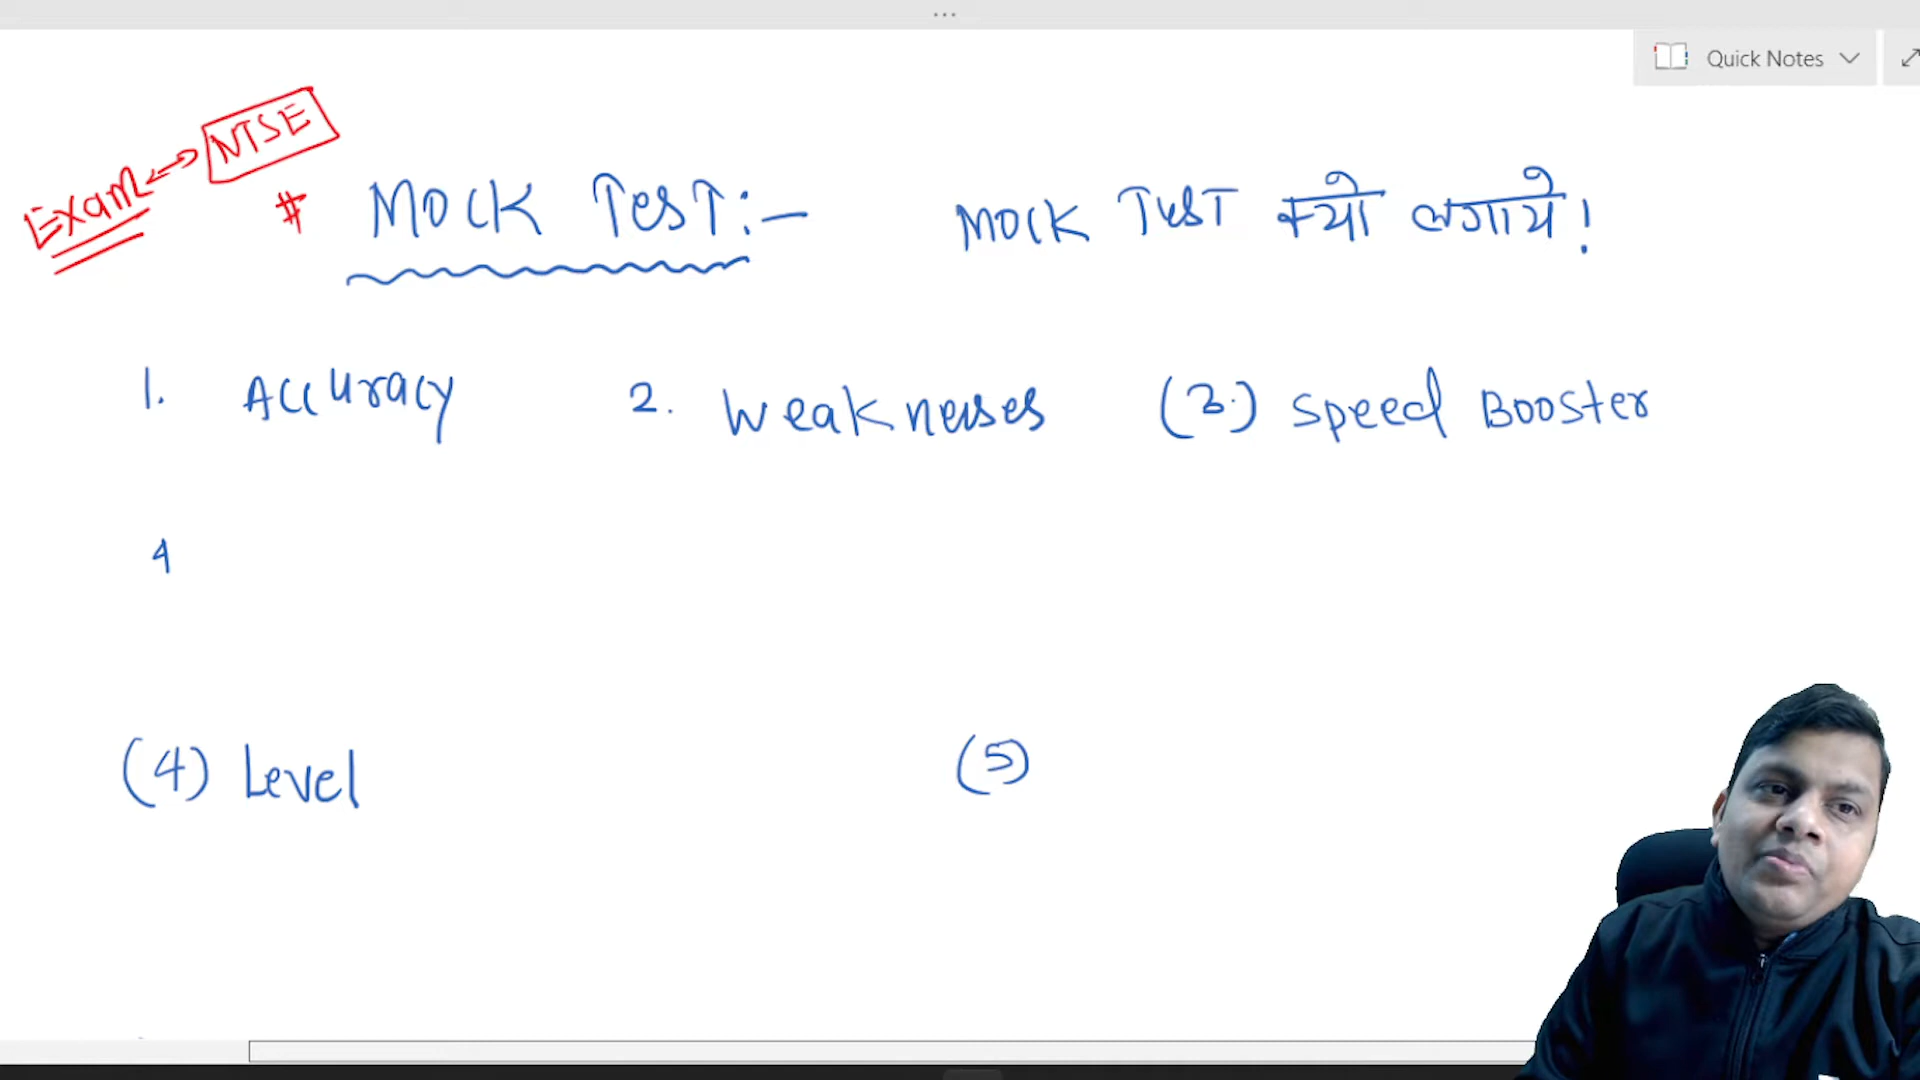 Quick Notes
Exam NTSE
# MOCK TEST:- MOCK TEST क्यो लगाये!
1. Accuracy 2. Weaknesses (3.) Speed Booster
4
(4) Level (5)